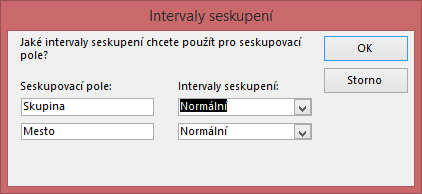 Intervaly seskupení
Jaké intervaly seskupení chcete použít pro seskupovací
pole?
OK
Storno
Seskupovací pole: Intervaly seskupení:
Skupina Normální
Mesto Normální